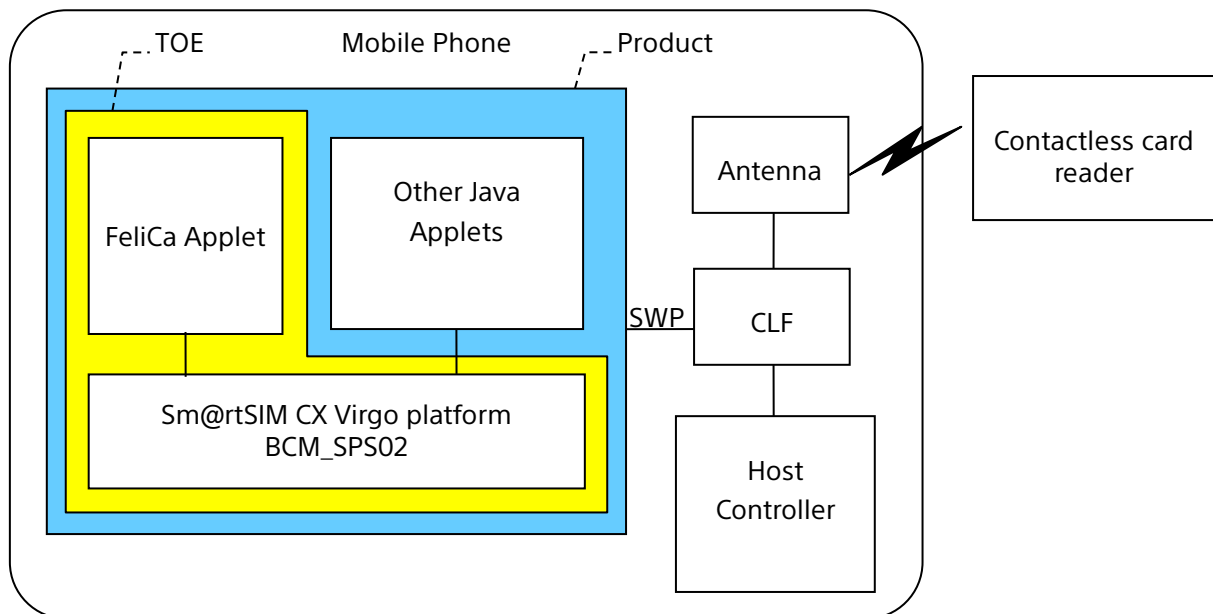 TOE
Mobile Phone
Product
Contactless card
reader
Antenna
Other Java
Applets
FeliCa Applet
SWP
CLF
Sm@rtSIM CX Virgo platform
BCM_SPS02
Host
Controller